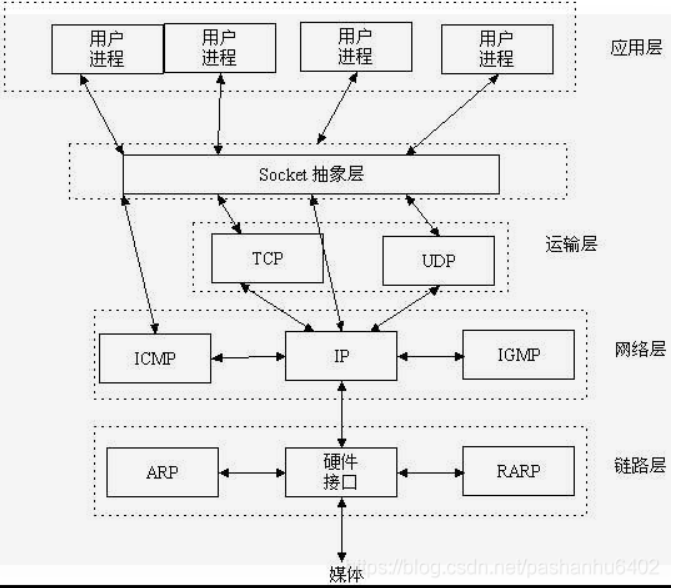 用户
进程
用户
进程
用户
进程
用户
进程
应用层
Socket 抽象层
运输层
TCP
UDP
网络层
ICMP
IP
IGMP
链路层
ARP
硬件
接口
RARP
媒体
https://blog.csdn.net/pashanhu6402